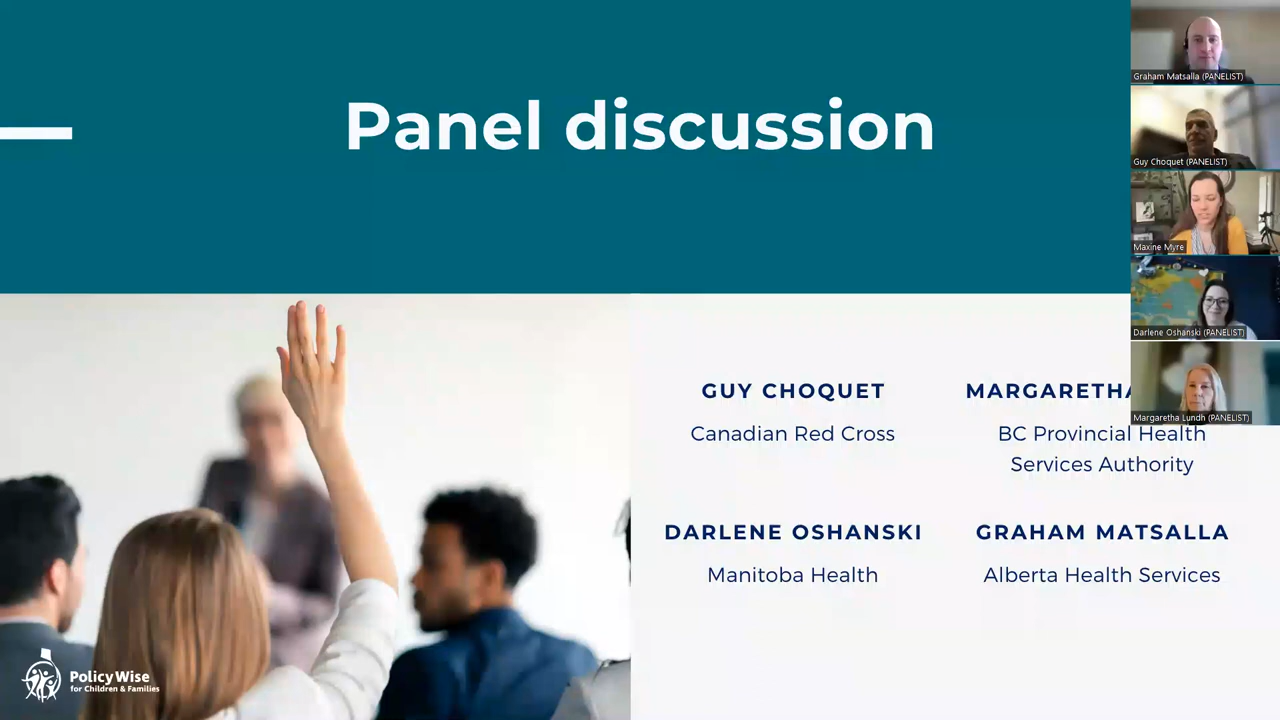 Panel discussion
GUY CHOQUET
Canadian Red Cross
MARGARETHA
BC Provincial Health
Services Authority
DARLENE OSHANSKI
Manitoba Health
GRAHAM MATSALLA
Alberta Health Services
PolicyWise
for Children & Families
Graham Matsalla (PANELIST)
Guy Choquet (PANELIST)
Maxine Myre
Darlene Oshanski (PANELIST)
Margaretha Lundh (PANELIST)